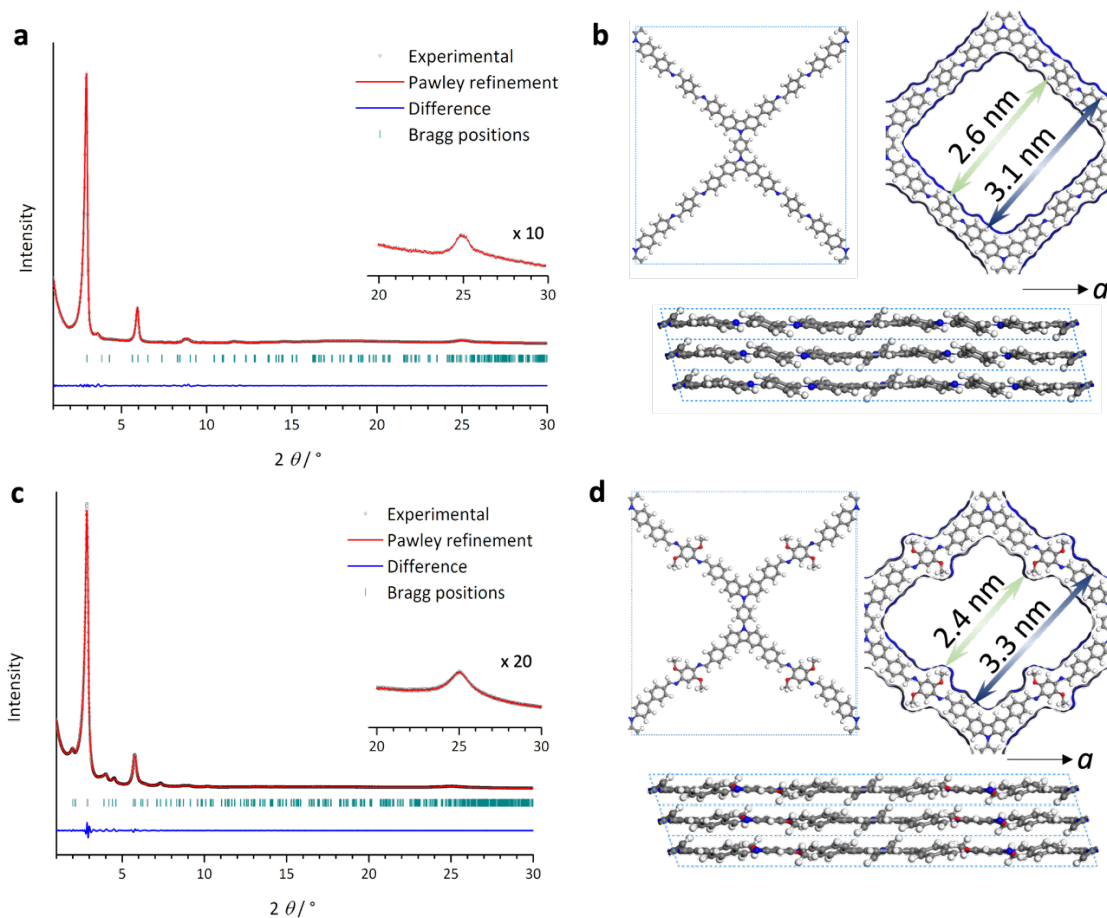 a
Experimental
Pawley refinement
Difference
Bragg positions
Intensity
x 10
20 25 30
5 10 15 20 25 30
2 θ / °
b
2.6 nm
3.1 nm
a
c
Experimental
Pawley refinement
Difference
Bragg positions
Intensity
x 20
20 25 30
5 10 15 20 25 30
2 θ / °
d
2.4 nm
3.3 nm
a